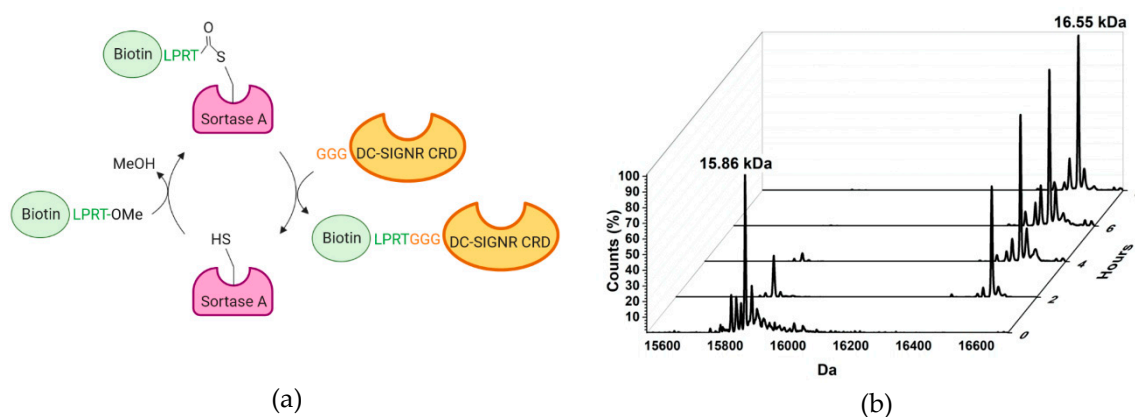 O
Biotin LPRT S
Sortase A
MeOH
GGG DC-SIGNR CRD
Biotin LPRT-OMe
Biotin LPRTGGG DC-SIGNR CRD
HS
Sortase A
(a)
16.55 kDa
15.86 kDa
Counts (%)
100
90
80
70
60
50
40
30
20
10
15600 15800 16000 16200 16400 16600
Da
0
2
4
6
Hours
(b)